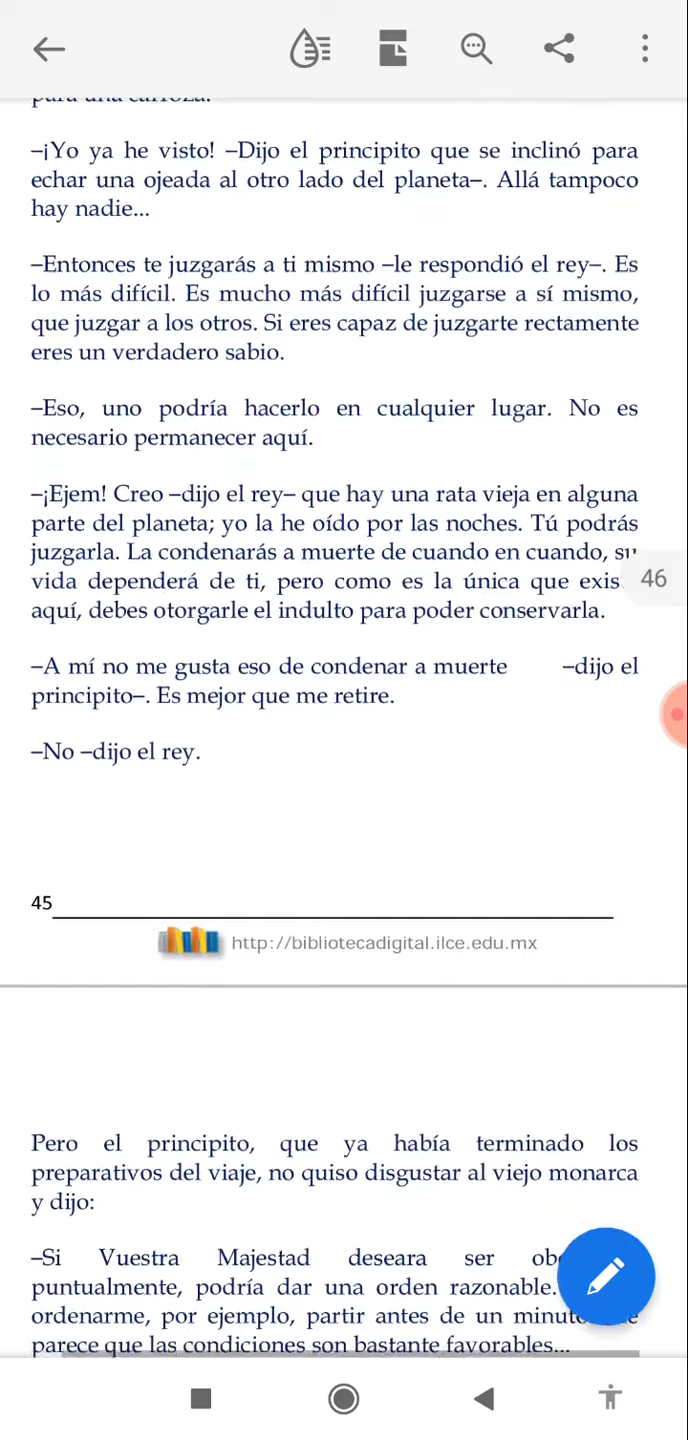 para una carroza.
–¡Yo ya he visto! –Dijo el principito que se inclinó para
echar una ojeada al otro lado del planeta–. Allá tampoco
hay nadie...
–Entonces te juzgarás a ti mismo –le respondió el rey–. Es
lo más difícil. Es mucho más difícil juzgarse a sí mismo,
que juzgar a los otros. Si eres capaz de juzgarte rectamente
eres un verdadero sabio.
–Eso, uno podría hacerlo en cualquier lugar. No es
necesario permanecer aquí.
–¡Ejem! Creo –dijo el rey– que hay una rata vieja en alguna
parte del planeta; yo la he oído por las noches. Tú podrás
juzgarla. La condenarás a muerte de cuando en cuando, su
vida dependerá de ti, pero como es la única que exis
46
aquí, debes otorgarle el indulto para poder conservarla.
–A mí no me gusta eso de condenar a muerte –dijo el
principito–. Es mejor que me retire.
–No –dijo el rey.
45
http://bibliotecadigital.ilce.edu.mx
Pero el principito, que ya había terminado los
preparativos del viaje, no quiso disgustar al viejo monarca
y dijo:
–Si Vuestra Majestad deseara ser
puntualmente, podría dar una orden razonable.
ordenarme, por ejemplo, partir antes de un
parece que las condiciones son bastante favorables...